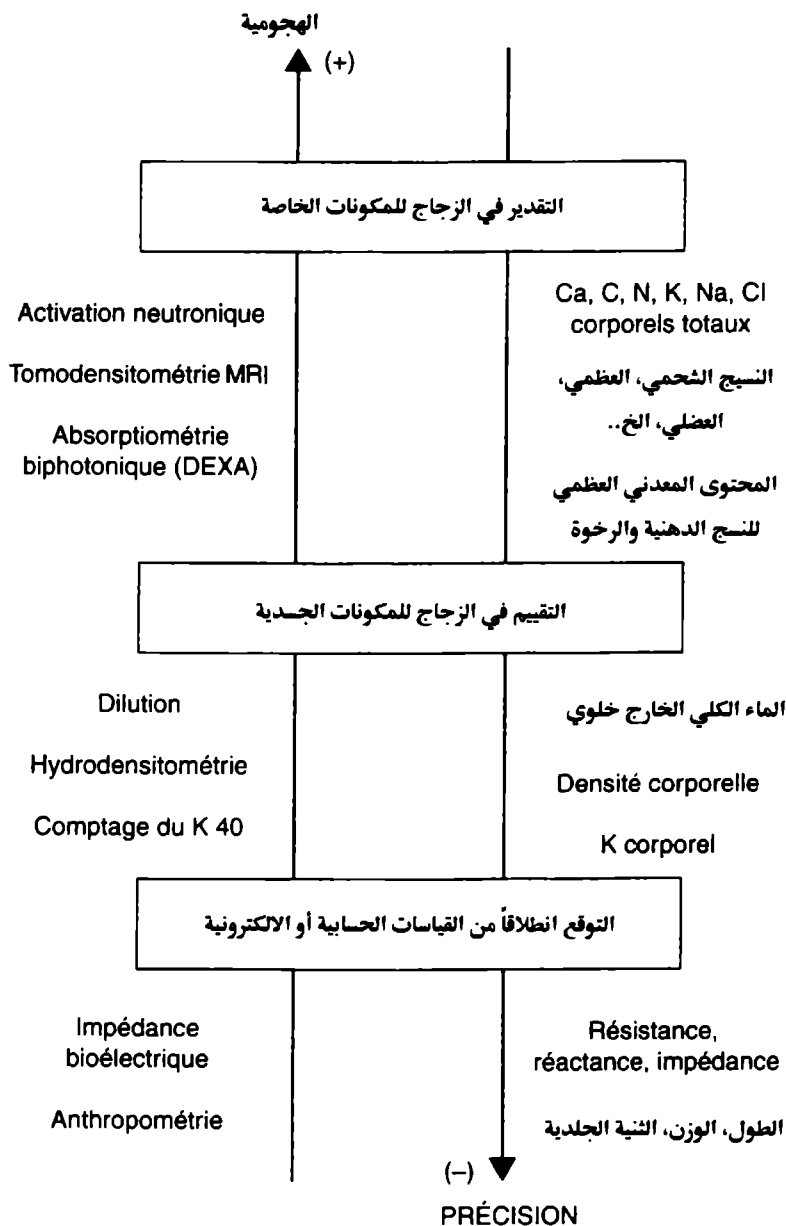 الهجومية
(+)
التقدير في الزجاج للمكونات الخاصة
Activation neutronique
Tomodensitométrie MRI
Absorptiométrie
biphotonique (DEXA)
Ca, C, N, K, Na, Cl
corporels totaux
النسيج الشحمي، العظمي،
العضلي، الخ..
المحتوى المعدني العظمي
للنسج الدهنية والرخوة
التقييم في الزجاج للمكونات الجسدية
Dilution
Hydrodensitométrie
Comptage du K 40
الماء الكلي الخارج خلوي
Densité corporelle
K corporel
التوقع انطلاقاً من القياسات الحسابية أو الالكترونية
Impédance
bioélectrique
Anthropométrie
Résistance,
réactance, impédance
الطول، الوزن، الثنية الجلدية
(–)
PRÉCISION